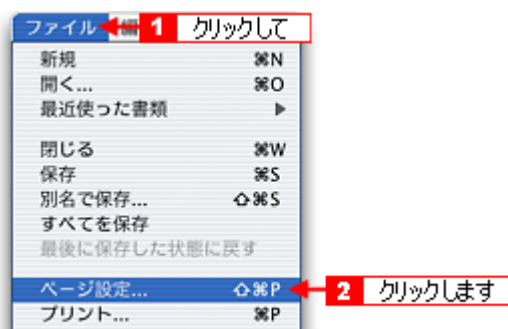 ファイル 1 クリックして
新規 ⌘N
開く... ⌘O
最近使った書類 ▶
閉じる ⌘W
保存 ⌘S
別名で保存... ⇧⌘S
すべてを保存
最後に保存した状態に戻す
ページ設定... ⇧⌘P 2 クリックします
プリント... ⌘P